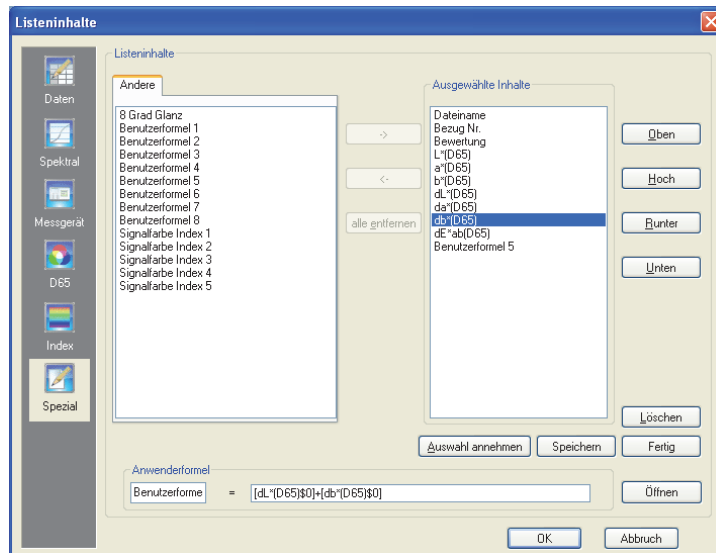 Listeninhalte
Daten
Spektral
Messgerät
D65
Index
Spezial
Listeninhalte
Andere
8 Grad Glanz
Benutzerformel 1
Benutzerformel 2
Benutzerformel 3
Benutzerformel 4
Benutzerformel 5
Benutzerformel 6
Benutzerformel 7
Benutzerformel 8
Signalfarbe Index 1
Signalfarbe Index 2
Signalfarbe Index 3
Signalfarbe Index 4
Signalfarbe Index 5
->
<-
alle entfernen
Ausgewählte Inhalte
Dateiname
Bezug Nr.
Bewertung
L*(D65)
a*(D65)
b*(D65)
dL*(D65)
da*(D65)
db*(D65)
dE*ab(D65)
Benutzerformel 5
Oben
Hoch
Runter
Unten
Löschen
Auswahl annehmen
Speichern
Fertig
Anwenderformel
Benutzerforme = [dL*(D65)$0]+[db*(D65)$0]
Öffnen
OK
Abbruch